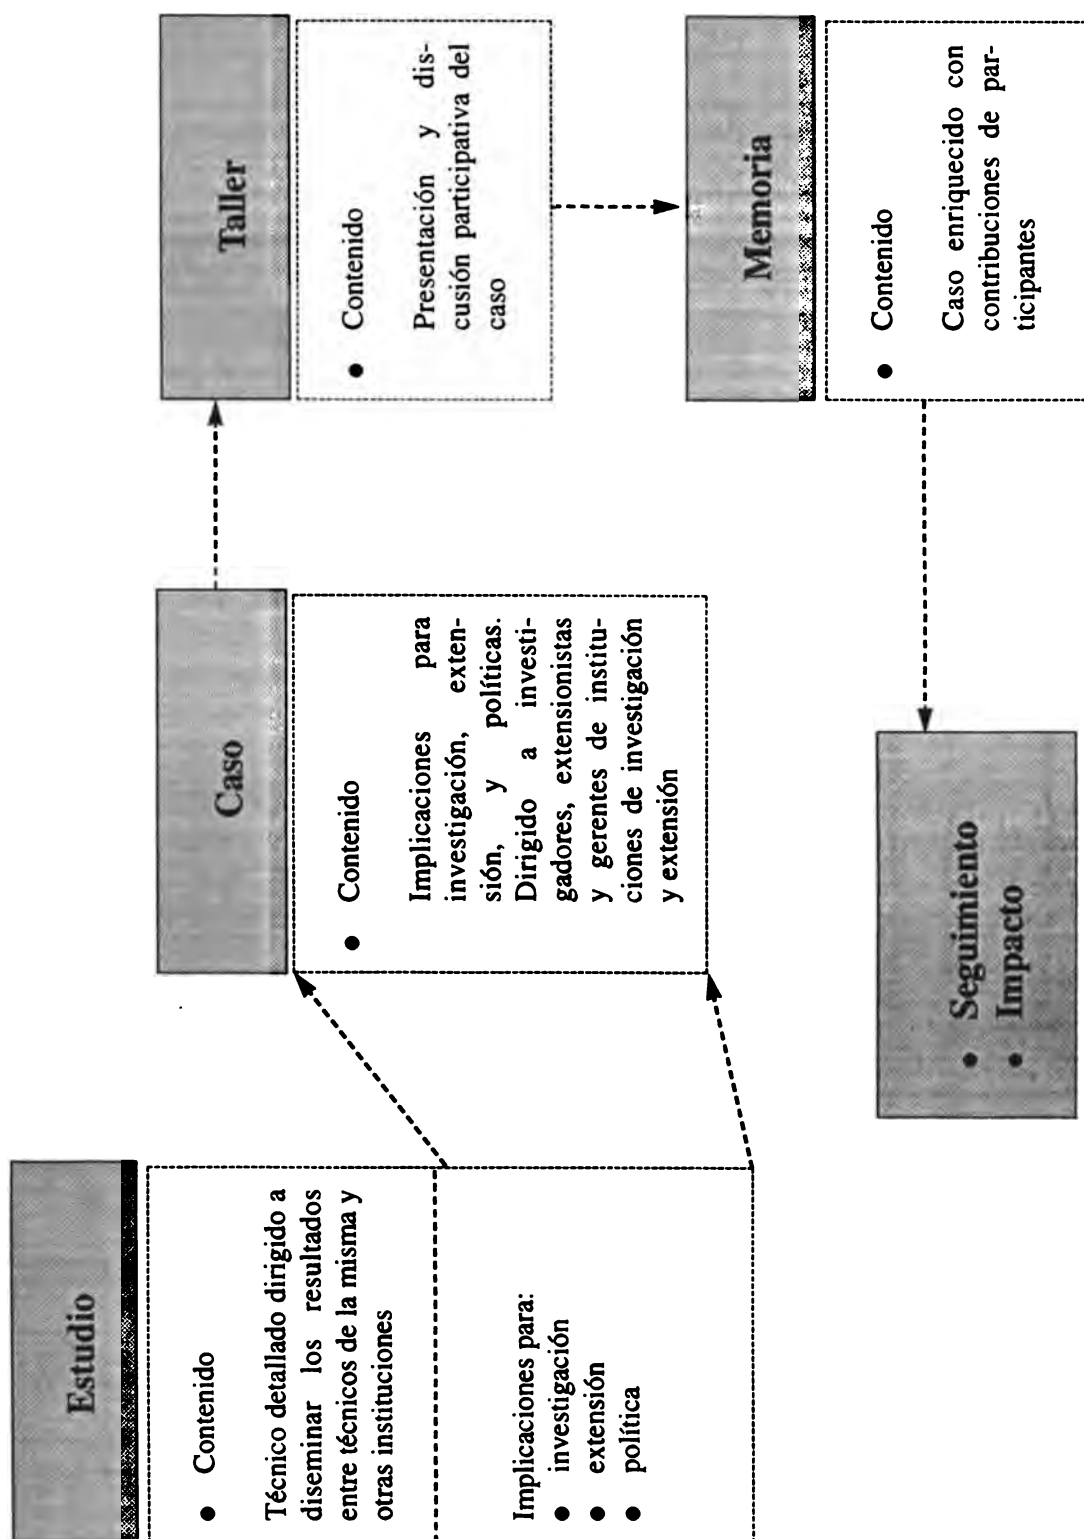 Estudio
● Contenido
Técnico detallado dirigido a
diseminar los resultados
entre técnicos de la misma y
otras instituciones
Implicaciones para:
● investigación
● extensión
● política
Caso
● Contenido
Implicaciones para
investigación, exten-
sión, y políticas.
Dirigido a investi-
gadores, extensionistas
y gerentes de institu-
ciones de investigación
y extensión
Taller
● Contenido
Presentación y dis-
cusión participativa del
caso
Memoria
● Contenido
Caso enriquecido con
contribuciones de par-
ticipantes
● Seguimiento
● Impacto